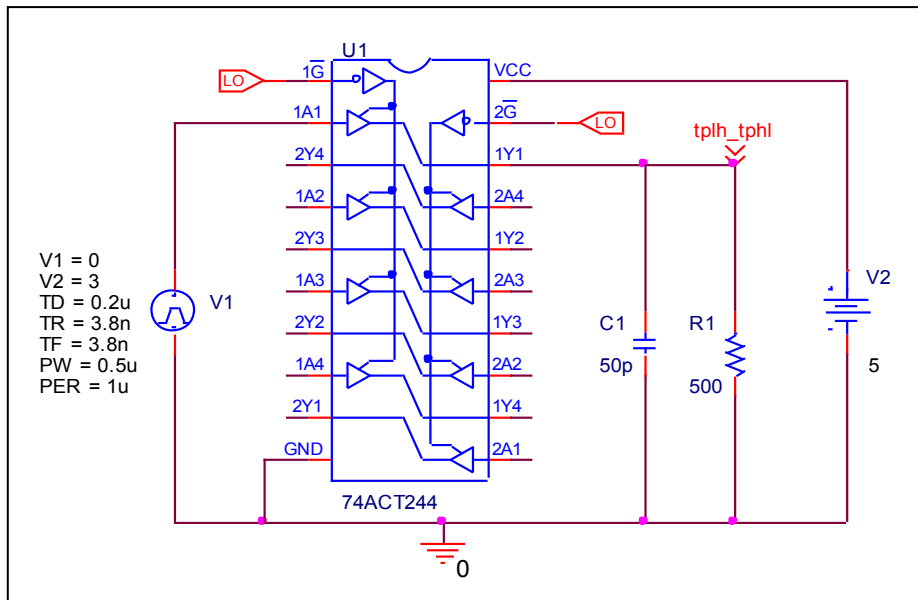 U1
LO
1G
VCC
1A1
2G
LO
tplh_tphl
2Y4
1Y1
1A2
2A4
2Y3
1Y2
1A3
2A3
2Y2
1Y3
1A4
2A2
2Y1
1Y4
GND
2A1
74ACT244
V1 = 0
V2 = 3
TD = 0.2u
TR = 3.8n
TF = 3.8n
PW = 0.5u
PER = 1u
V1
C1
50p
R1
500
V2
5
0